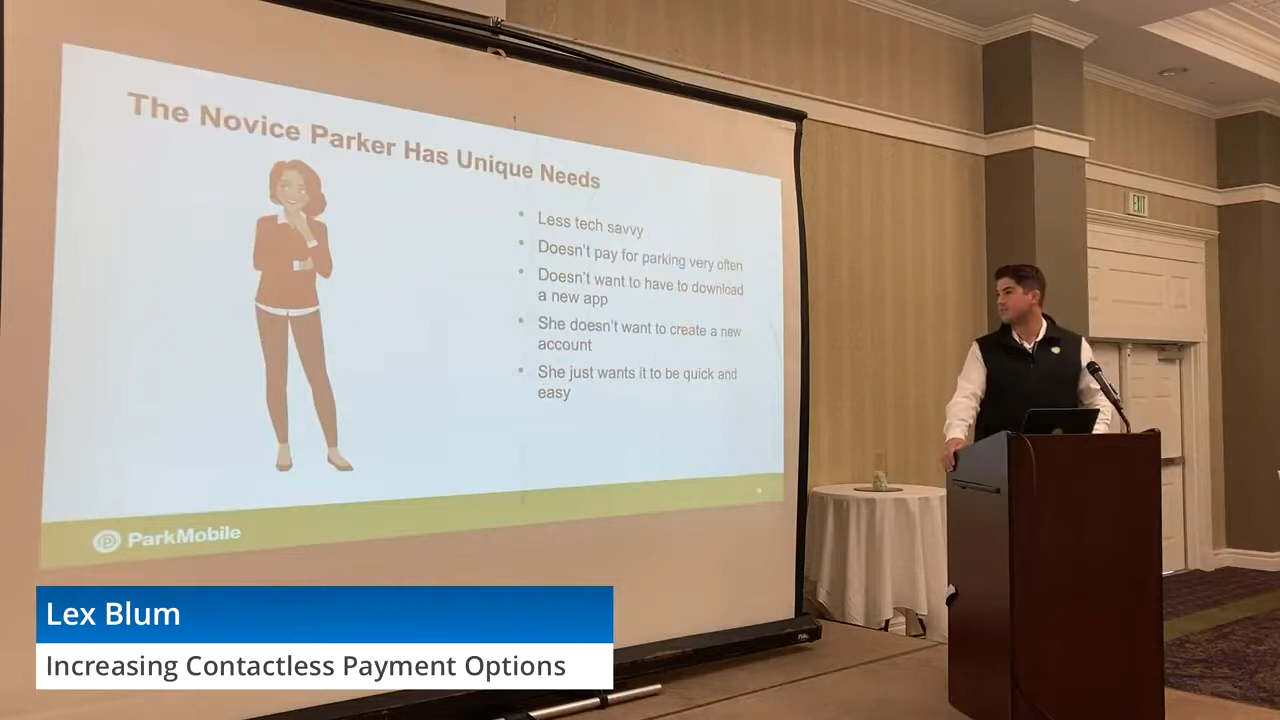 The Novice Parker Has Unique Needs
• Less tech savvy
• Doesn't pay for parking very often
• Doesn't want to have to download
a new app
• She doesn't want to create a new
account
• She just wants it to be quick and
easy
ParkMobile
EXIT
Lex Blum
Increasing Contactless Payment Options